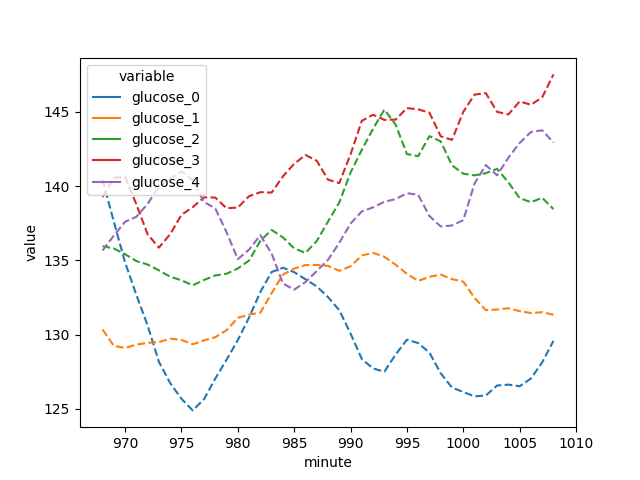 variable
glucose_0
glucose_1
glucose_2
glucose_3
glucose_4
145
140
135
130
125
value
970
975
980
985
990
995
1000
1005
1010
minute